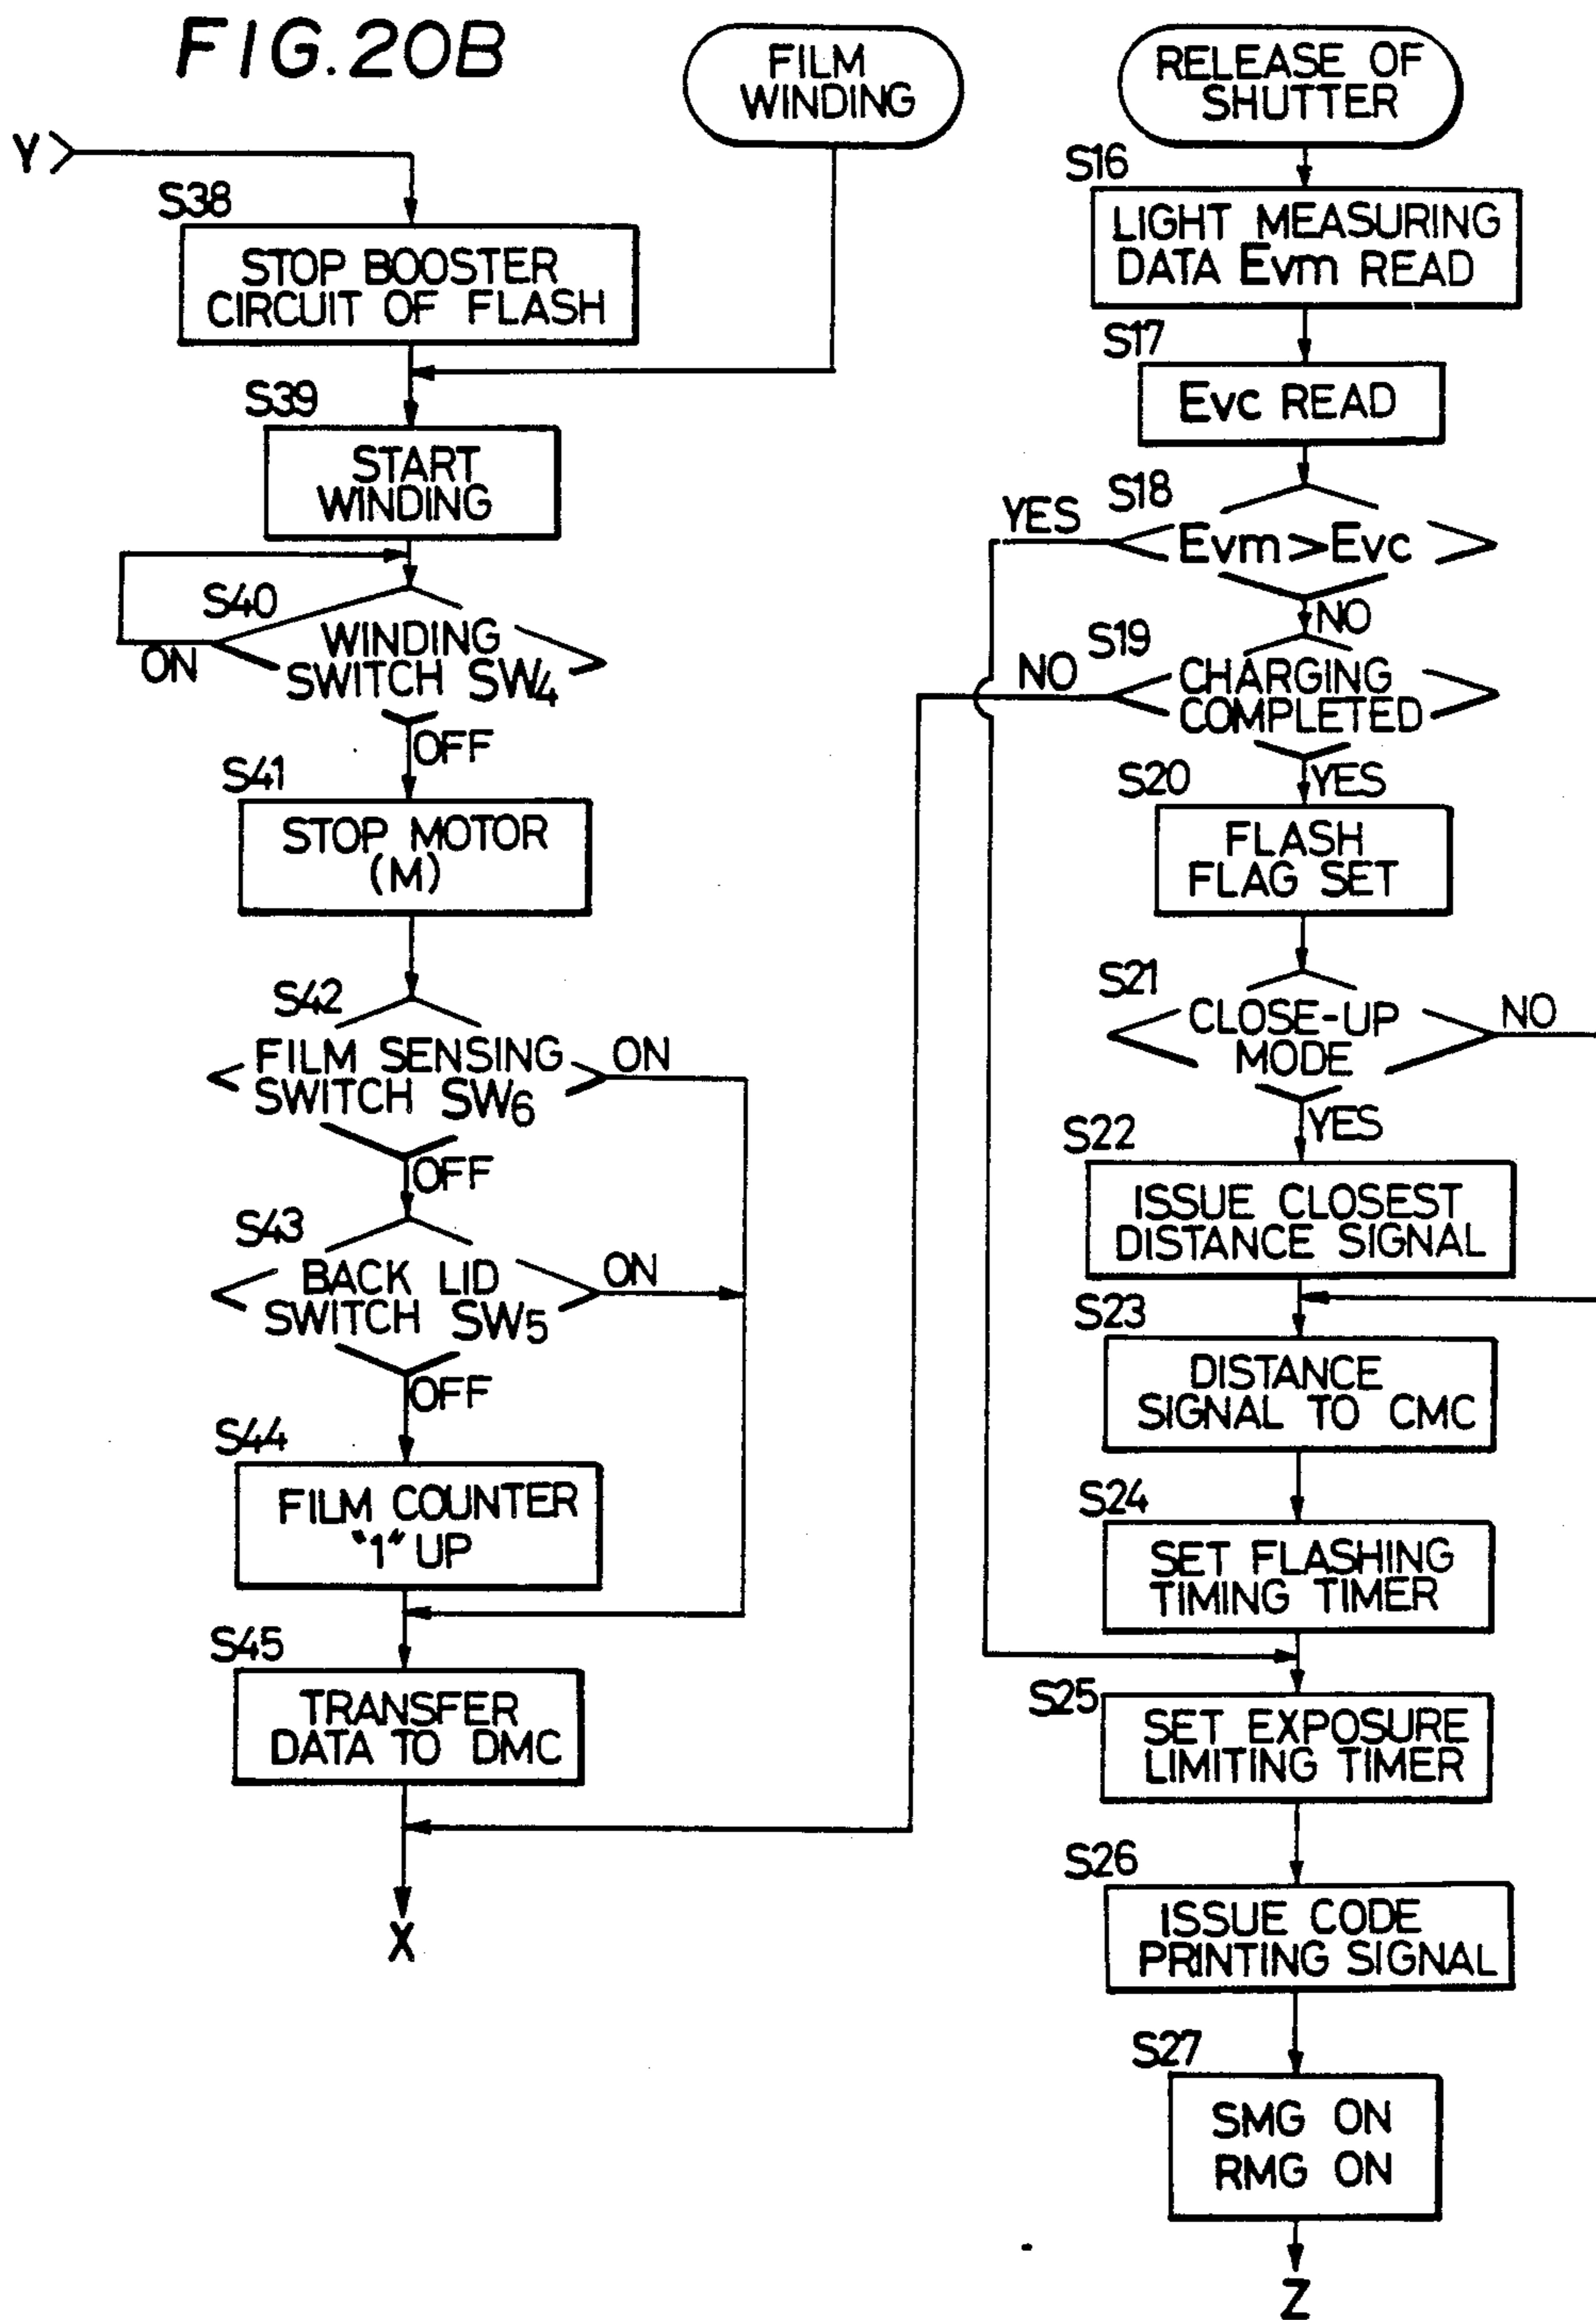 FIG.20B
FILM
WINDING
Y
S38
STOP BOOSTER
CIRCUIT OF FLASH
S39
START
WINDING
S40
WINDING
SWITCH SW4
ON
OFF
S41
STOP MOTOR
(M)
S42
FILM SENSING
SWITCH SW6
ON
OFF
S43
BACK LID
SWITCH SW5
ON
OFF
S44
FILM COUNTER
"1" UP
S45
TRANSFER
DATA TO DMC
X
RELEASE OF
SHUTTER
S16
LIGHT MEASURING
DATA Evm READ
S17
Evc READ
S18
YES
Evm>Evc
NO
S19
NO
CHARGING
COMPLETED
YES
S20
FLASH
FLAG SET
S21
CLOSE-UP
MODE
NO
YES
S22
ISSUE CLOSEST
DISTANCE SIGNAL
S23
DISTANCE
SIGNAL TO CMC
S24
SET FLASHING
TIMING TIMER
S25
SET EXPOSURE
LIMITING TIMER
S26
ISSUE CODE
PRINTING SIGNAL
S27
SMG ON
RMG ON
Z